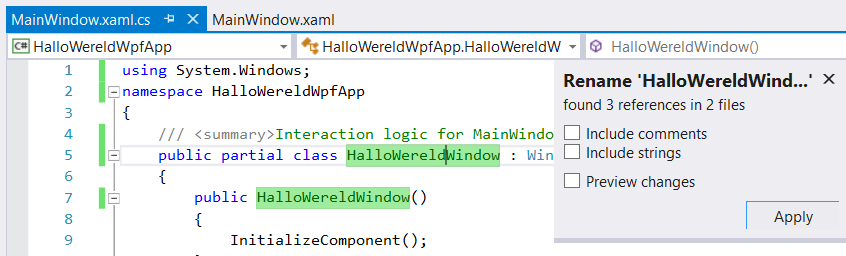 MainWindow.xaml.cs MainWindow.xaml
C# HalloWereldWpfApp HalloWereldWpfApp.HalloWereldW HalloWereldWindow()
1 using System.Windows;
2 namespace HalloWereldWpfApp
3 {
4 /// <summary>Interaction logic for MainWindo
5 public partial class HalloWereldWindow : Win
6 {
7 public HalloWereldWindow()
8 {
9 InitializeComponent();
Rename 'HalloWereldWind...'
found 3 references in 2 files
Include comments
Include strings
Preview changes
Apply